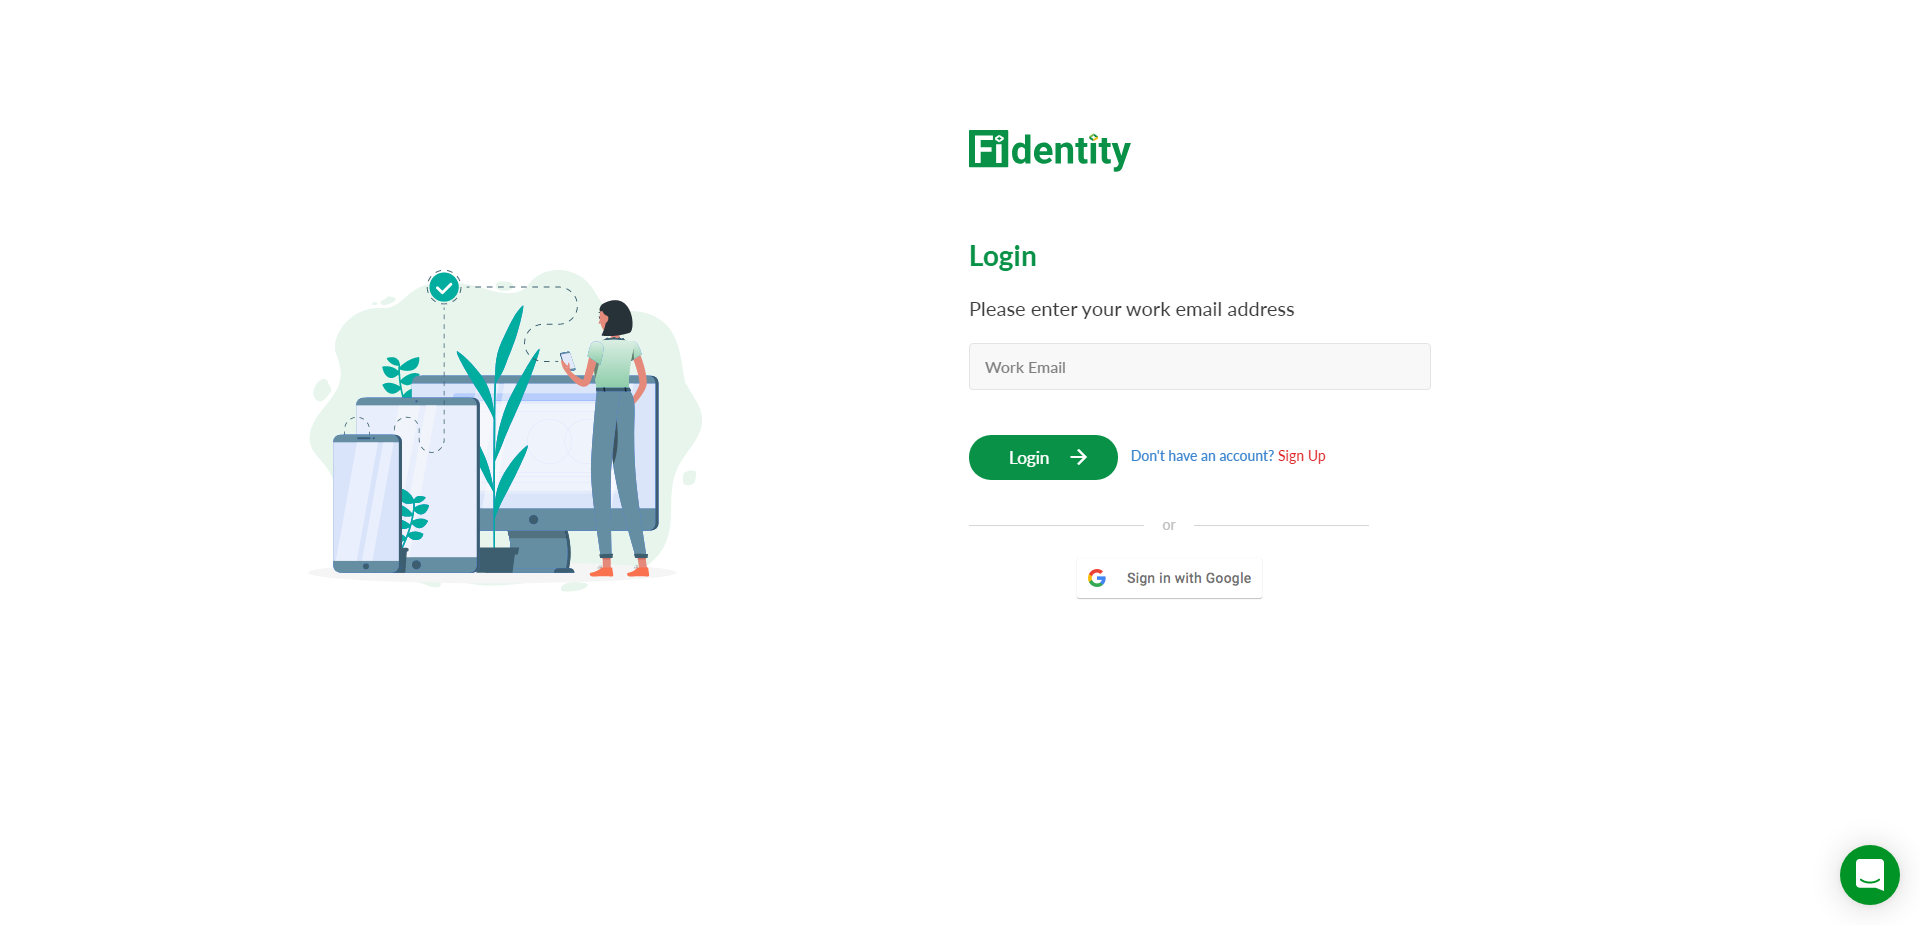 Fidentity
Login
Please enter your work email address
Work Email
Login
Don't have an account? Sign Up
or
Sign in with Google